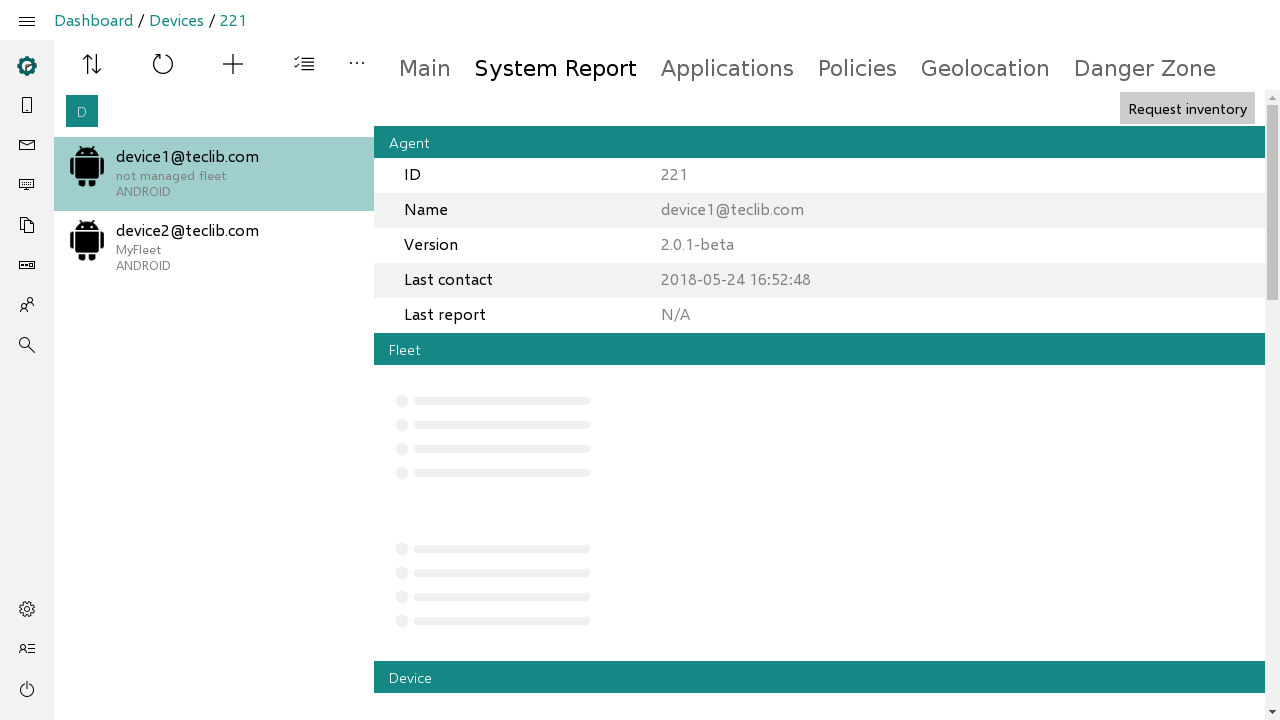 Dashboard / Devices / 221
Main System Report Applications Policies Geolocation Danger Zone
D
device1@teclib.com
not managed fleet
ANDROID
device2@teclib.com
MyFleet
ANDROID
Request inventory
Agent
ID 221
Name device1@teclib.com
Version 2.0.1-beta
Last contact 2018-05-24 16:52:48
Last report N/A
Fleet
Device